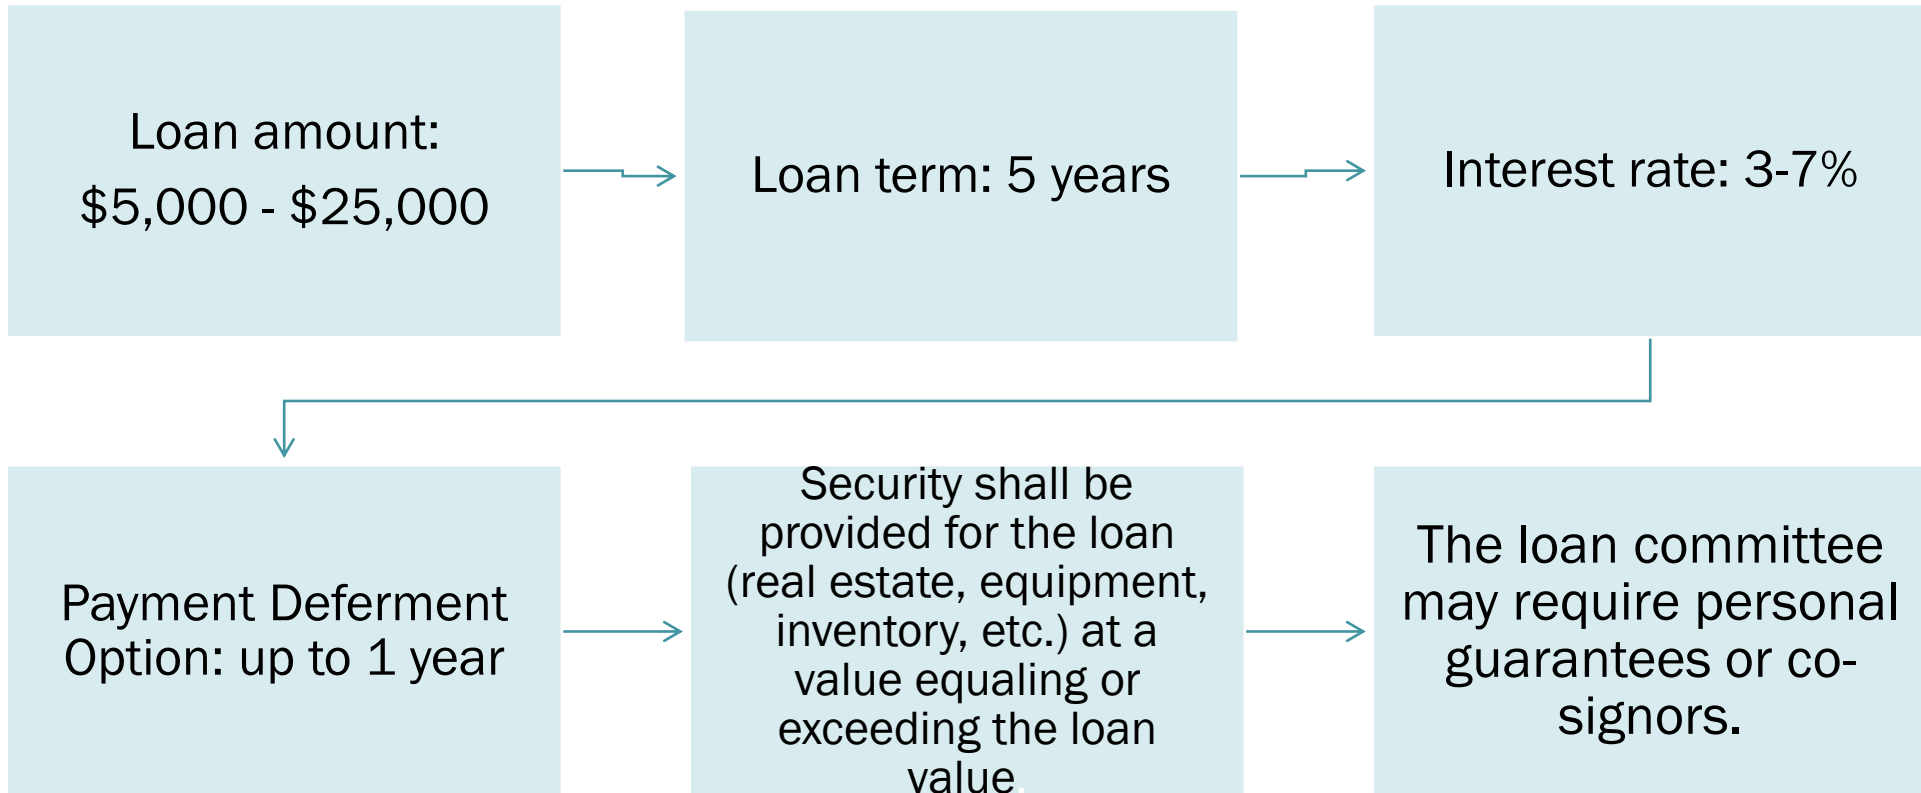 Loan amount:
$5,000 - $25,000
Loan term: 5 years
Interest rate: 3-7%
Payment Deferment
Option: up to 1 year
Security shall be
provided for the loan
(real estate, equipment,
inventory, etc.) at a
value equaling or
exceeding the loan
value.
The loan committee
may require personal
guarantees or co-
signors.